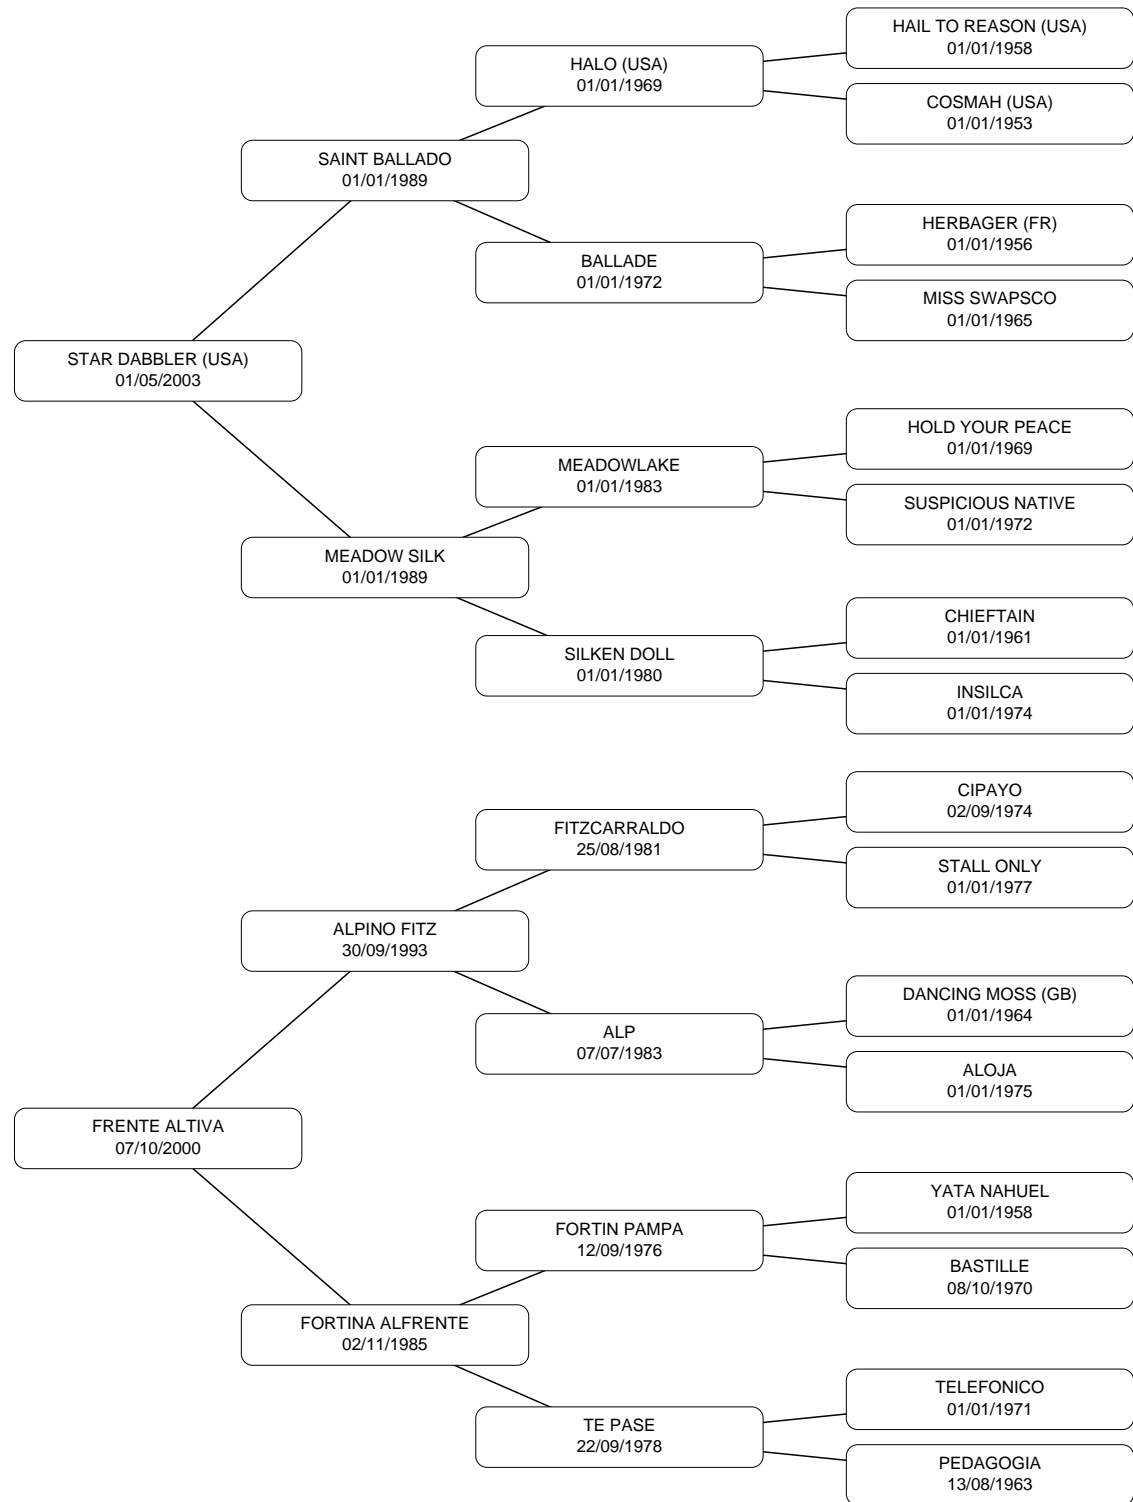 HAIL TO REASON (USA)
01/01/1958
HALO (USA)
01/01/1969
COSMAH (USA)
01/01/1953
SAINT BALLADO
01/01/1989
HERBAGER (FR)
01/01/1956
BALLADE
01/01/1972
MISS SWAPSCO
01/01/1965
STAR DABBLER (USA)
01/05/2003
HOLD YOUR PEACE
01/01/1969
MEADOWLAKE
01/01/1983
SUSPICIOUS NATIVE
01/01/1972
MEADOW SILK
01/01/1989
CHIEFTAIN
01/01/1961
SILKEN DOLL
01/01/1980
INSILCA
01/01/1974
CIPAYO
02/09/1974
FITZCARRALDO
25/08/1981
STALL ONLY
01/01/1977
ALPINO FITZ
30/09/1993
DANCING MOSS (GB)
01/01/1964
ALP
07/07/1983
ALOJA
01/01/1975
FRENTE ALTIVA
07/10/2000
YATA NAHUEL
01/01/1958
FORTIN PAMPA
12/09/1976
BASTILLE
08/10/1970
FORTINA ALFRENTE
02/11/1985
TELEFONICO
01/01/1971
TE PASE
22/09/1978
PEDAGOGIA
13/08/1963